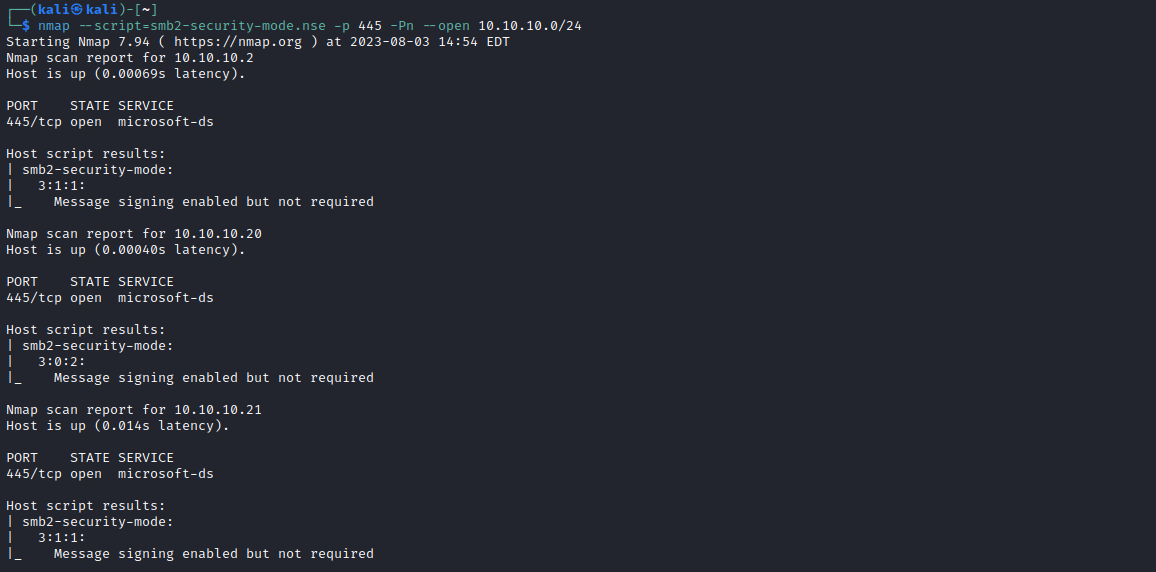 ┌──(kali㉿kali)-[~]
└─$ nmap --script=smb2-security-mode.nse -p 445 -Pn --open 10.10.10.0/24
Starting Nmap 7.94 ( https://nmap.org ) at 2023-08-03 14:54 EDT
Nmap scan report for 10.10.10.2
Host is up (0.00069s latency).

PORT    STATE SERVICE
445/tcp open  microsoft-ds

Host script results:
| smb2-security-mode:
|   3:1:1:
|_    Message signing enabled but not required

Nmap scan report for 10.10.10.20
Host is up (0.00040s latency).

PORT    STATE SERVICE
445/tcp open  microsoft-ds

Host script results:
| smb2-security-mode:
|   3:0:2:
|_    Message signing enabled but not required

Nmap scan report for 10.10.10.21
Host is up (0.014s latency).

PORT    STATE SERVICE
445/tcp open  microsoft-ds

Host script results:
| smb2-security-mode:
|   3:1:1:
|_    Message signing enabled but not required